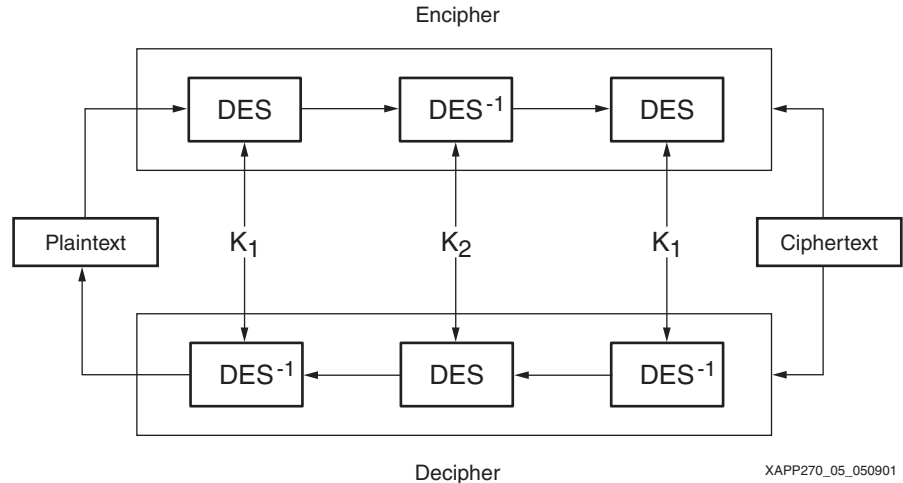 Encipher
DES DES-1 DES
Plaintext K1 K2 K1 Ciphertext
DES-1 DES DES-1
Decipher
XAPP270_05_050901